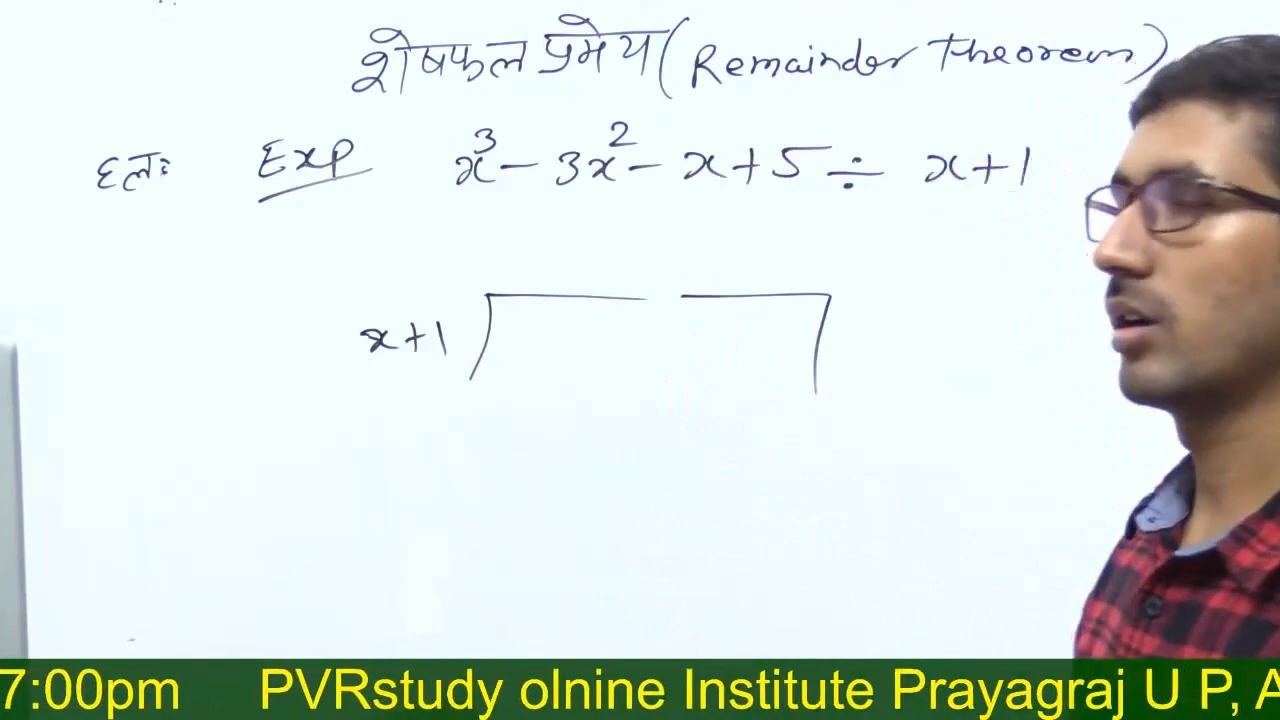 शेषफल प्रमेय (Remainder Theorem)
हलः Exp x³ - 3x² - x + 5 ÷ x + 1
x + 1
7:00pm PVRstudy olnine Institute Prayagraj U P, A